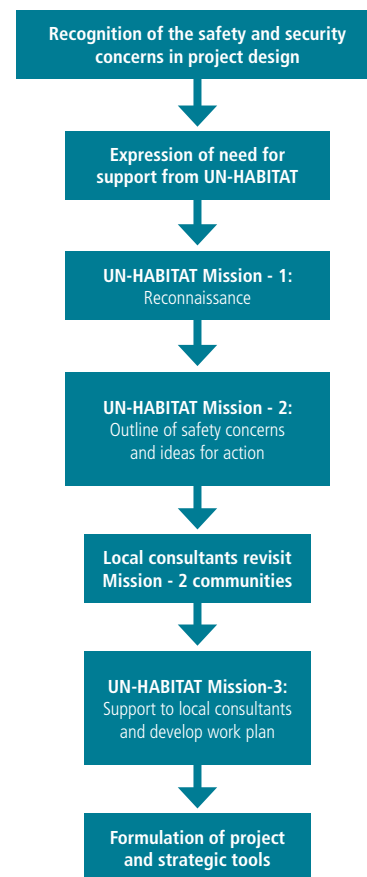 Recognition of the safety and security
concerns in project design
Expression of need for
support from UN-HABITAT
UN-HABITAT Mission - 1:
Reconnaissance
UN-HABITAT Mission - 2:
Outline of safety concerns
and ideas for action
Local consultants revisit
Mission - 2 communities
UN-HABITAT Mission-3:
Support to local consultants
and develop work plan
Formulation of project
and strategic tools